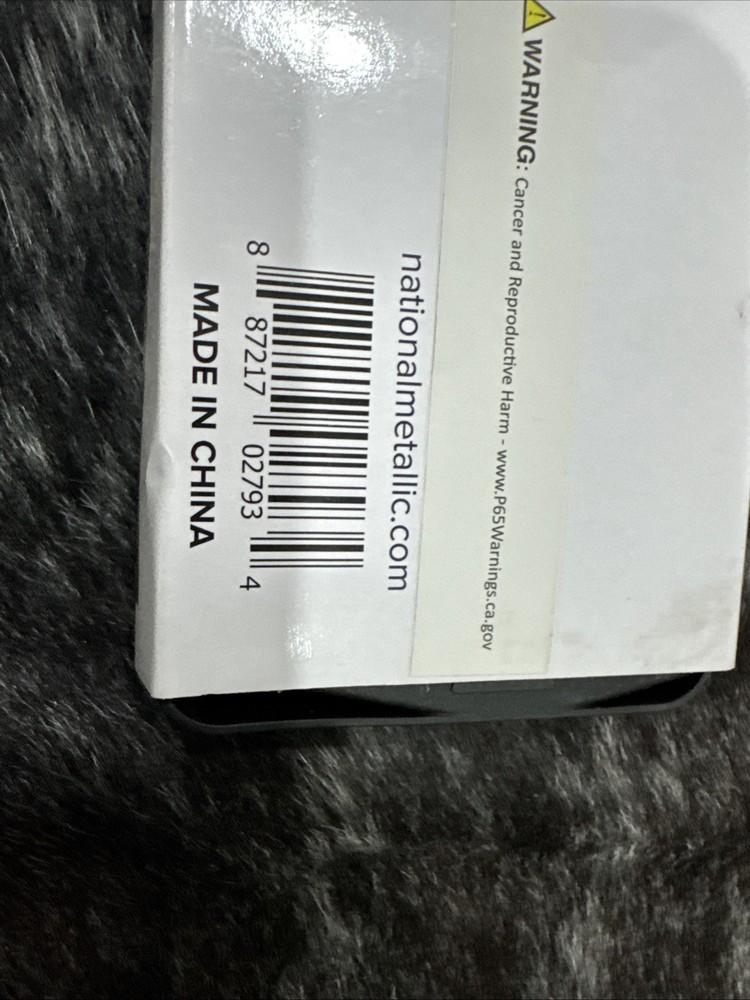 ⚠ WARNING: Cancer and Reproductive Harm - www.P65Warnings.ca.gov
nationalmetallic.com
8 87217 02793 4
MADE IN CHINA